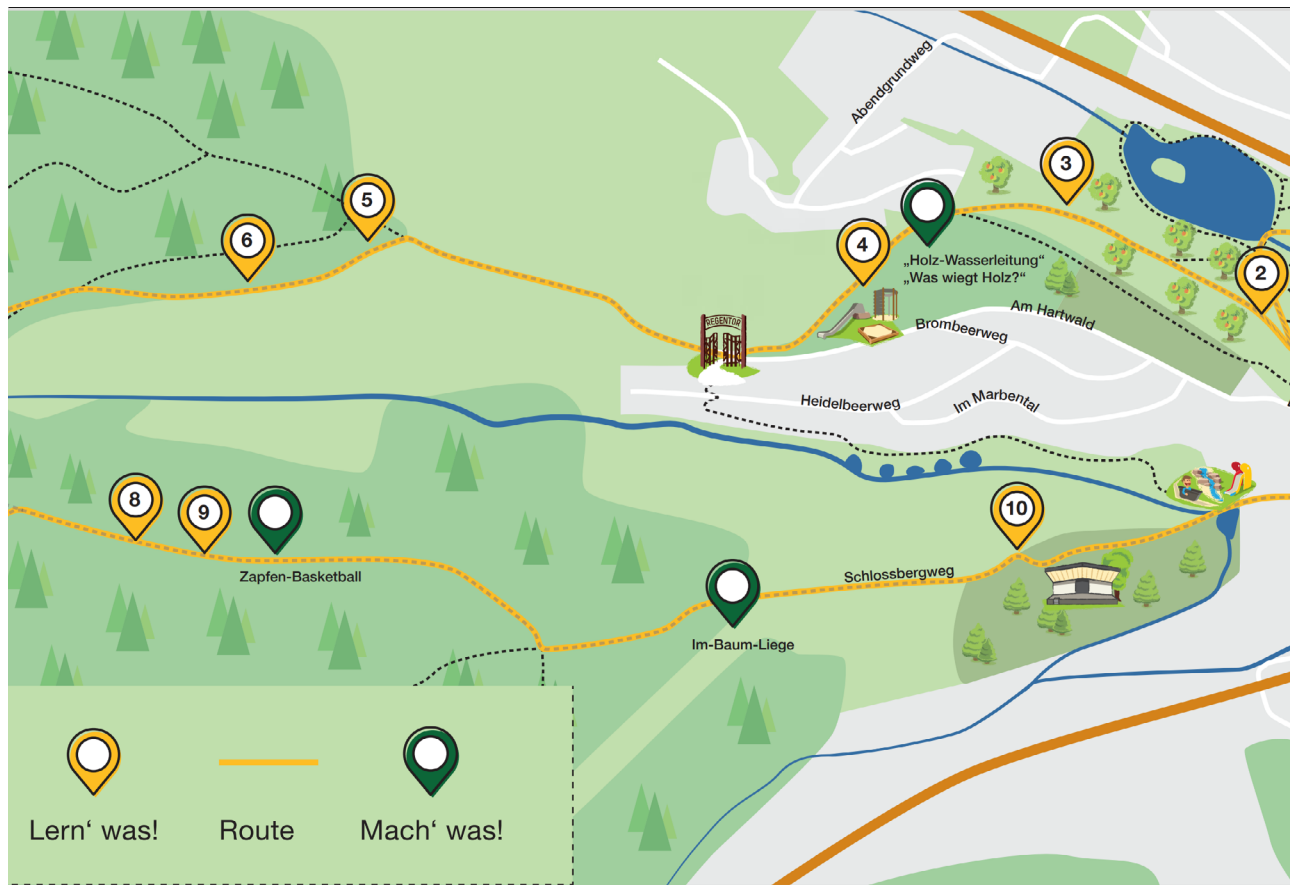 Abendgrundweg
3
5
6
4
2
„Holz-Wasserleitung“
„Was wiegt Holz?“
Am Hartwald
REGENTOR
Brombeerweg
Heidelbeerweg
Im Marbental
8
9
10
Zapfen-Basketball
Schlossbergweg
Im-Baum-Liege
Lern‘ was!
Route
Mach‘ was!